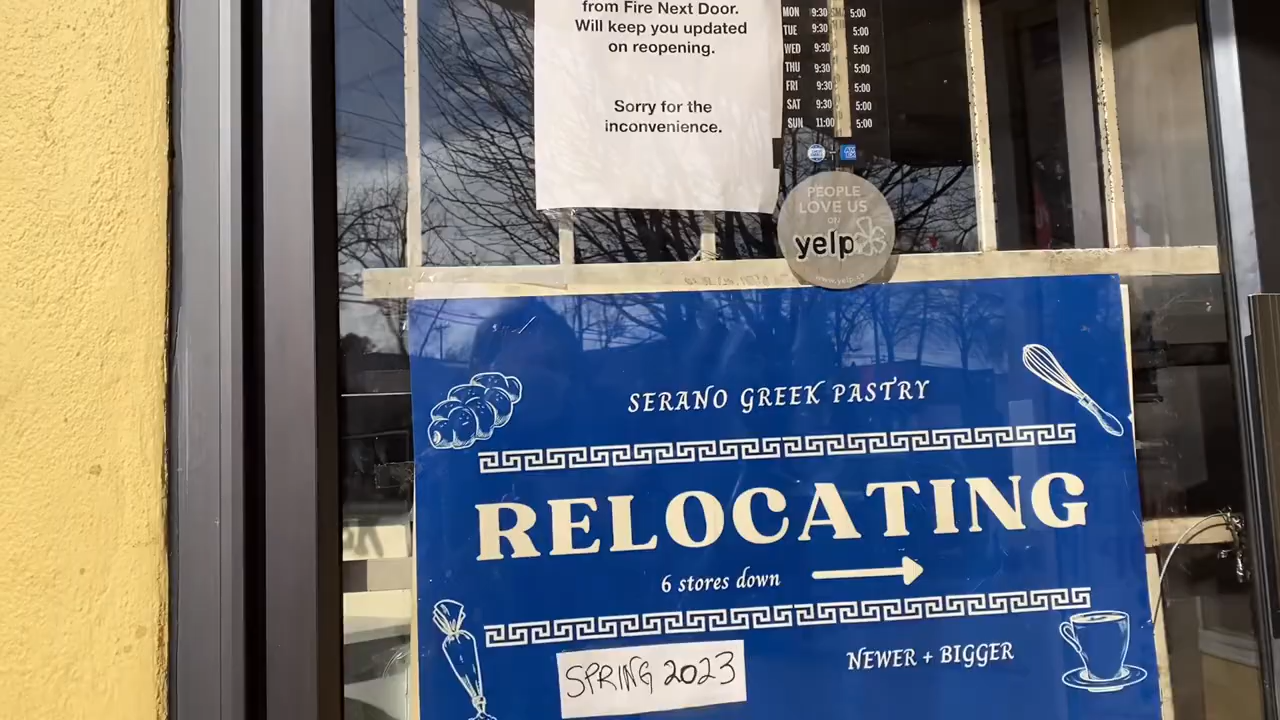 from Fire Next Door.
Will keep you updated
on reopening.
Sorry for the
inconvenience.
MON 9:30 5:00
TUE 9:30 5:00
WED 9:30 5:00
THU 9:30 5:00
FRI 9:30 5:00
SAT 9:30 5:00
SUN 11:00 5:00
PEOPLE
LOVE US
on
yelp
SERANO GREEK PASTRY
RELOCATING
6 stores down
NEWER + BIGGER
SPRING 2023